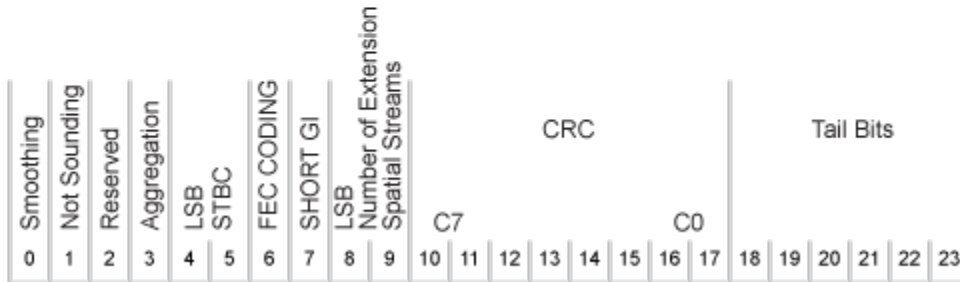 Smoothing
Not Sounding
Reserved
Aggregation
LSB
STBC
FEC CODING
SHORT GI
LSB
Number of Extension
Spatial Streams
CRC
Tail Bits
C7
C0
0 1 2 3 4 5 6 7 8 9 10 11 12 13 14 15 16 17 18 19 20 21 22 23